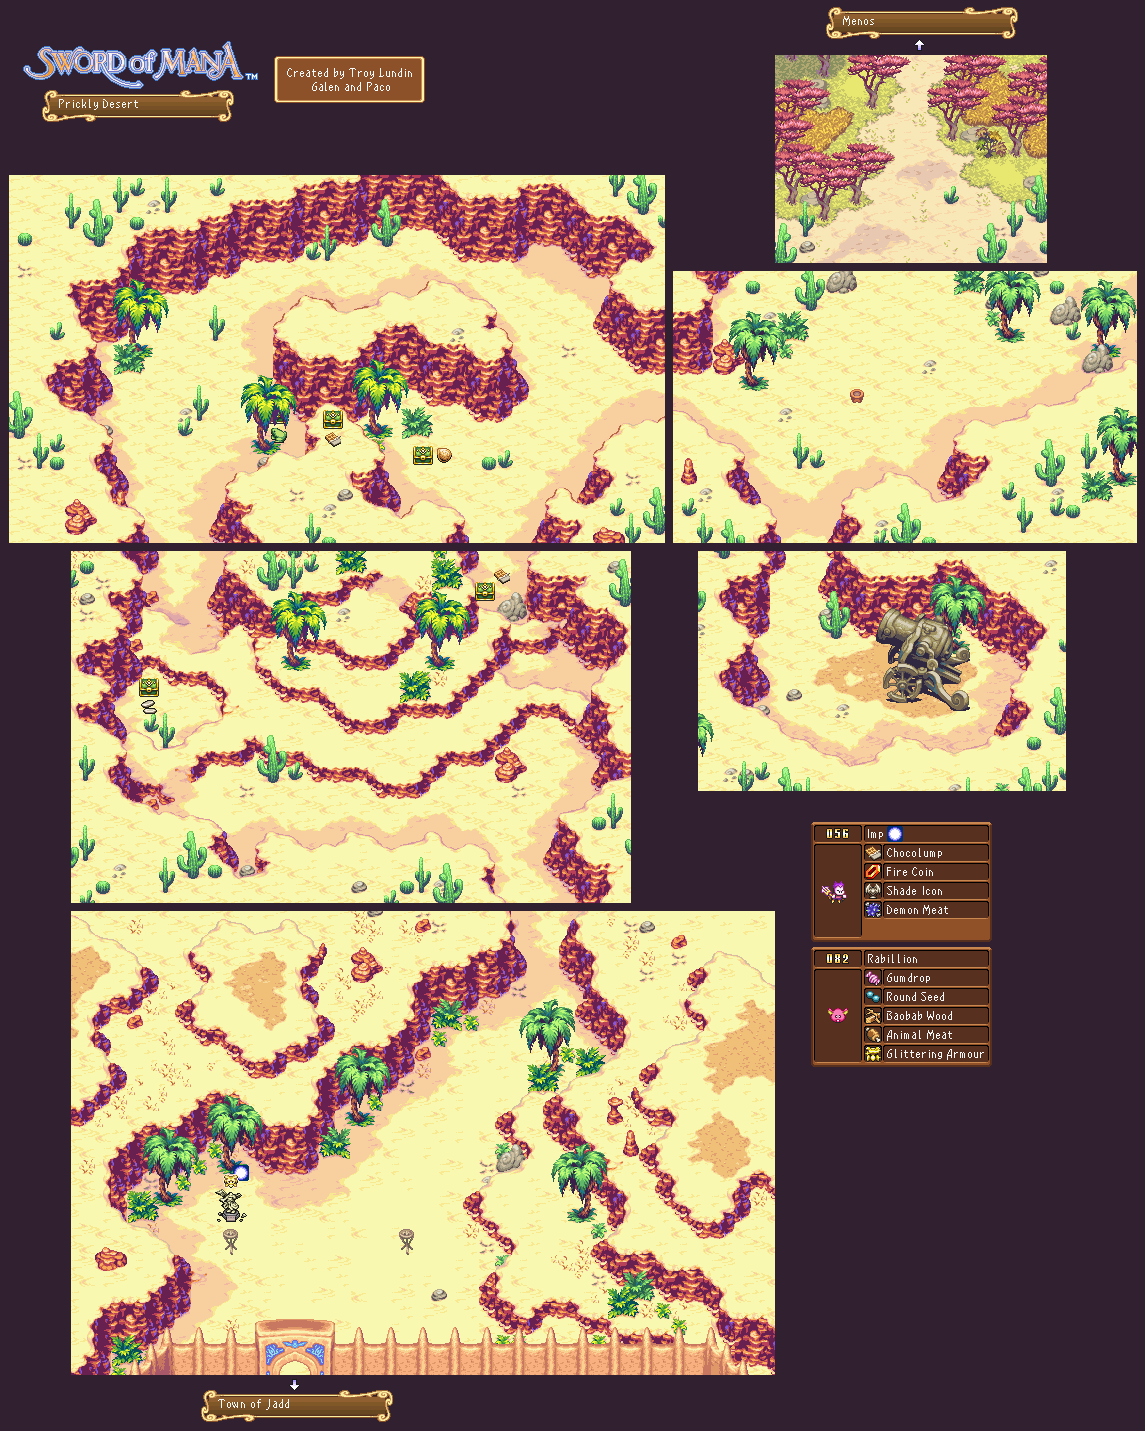 Menos
SWORD of MANA™
Prickly Desert
Created by Troy Lundin
Galen and Paco
056 Imp
Chocolump
Fire Coin
Shade Icon
Demon Meat
082 Rabillion
Gumdrop
Round Seed
Baobab Wood
Animal Meat
Glittering Armour
Town of Jadd